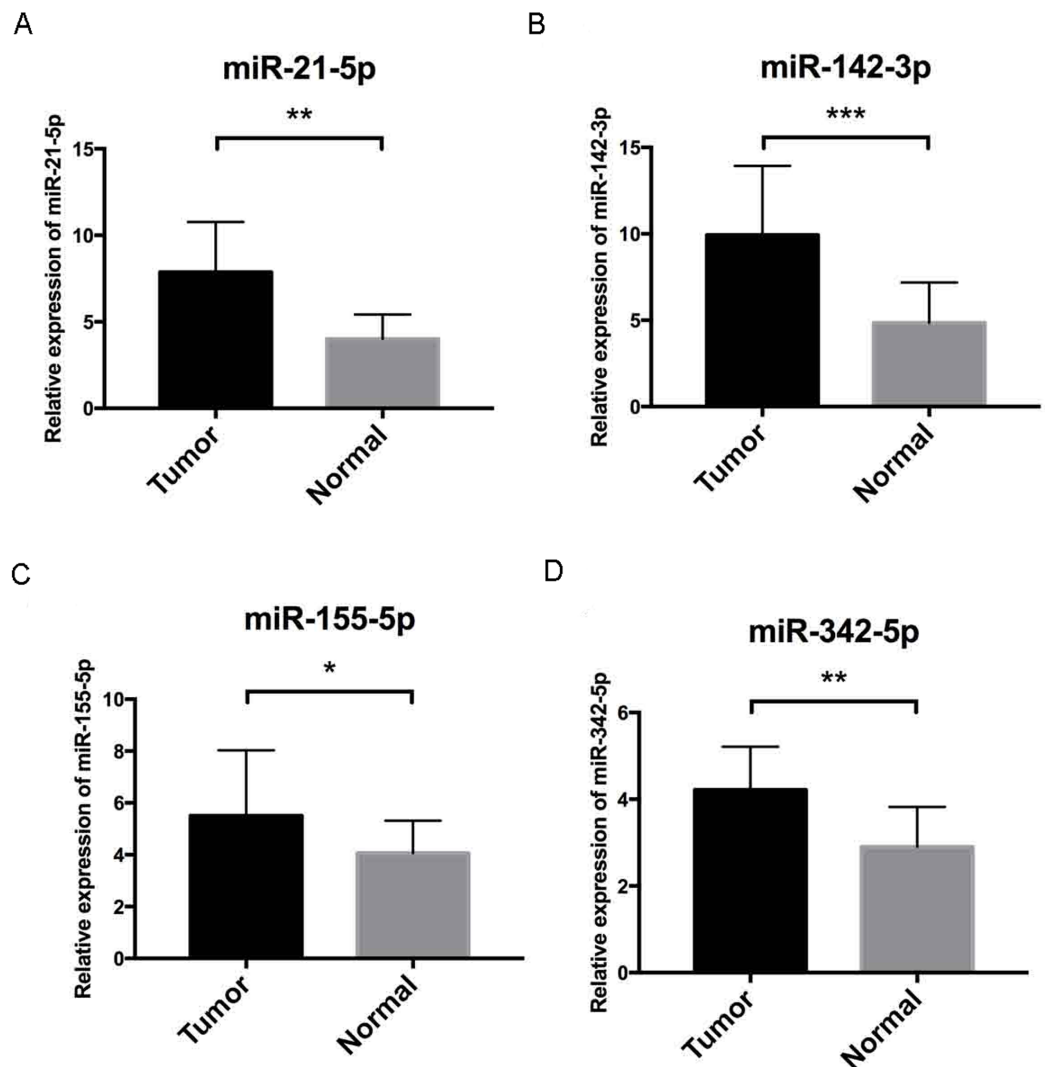 A
miR-21-5p
**
Relative expression of miR-21-5p
15
10
5
0
Tumor
Normal
B
miR-142-3p
***
Relative expression of miR-142-3p
15
10
5
0
Tumor
Normal
C
miR-155-5p
*
Relative expression of miR-155-5p
10
8
6
4
2
0
Tumor
Normal
D
miR-342-5p
**
Relative expression of miR-342-5p
6
4
2
0
Tumor
Normal